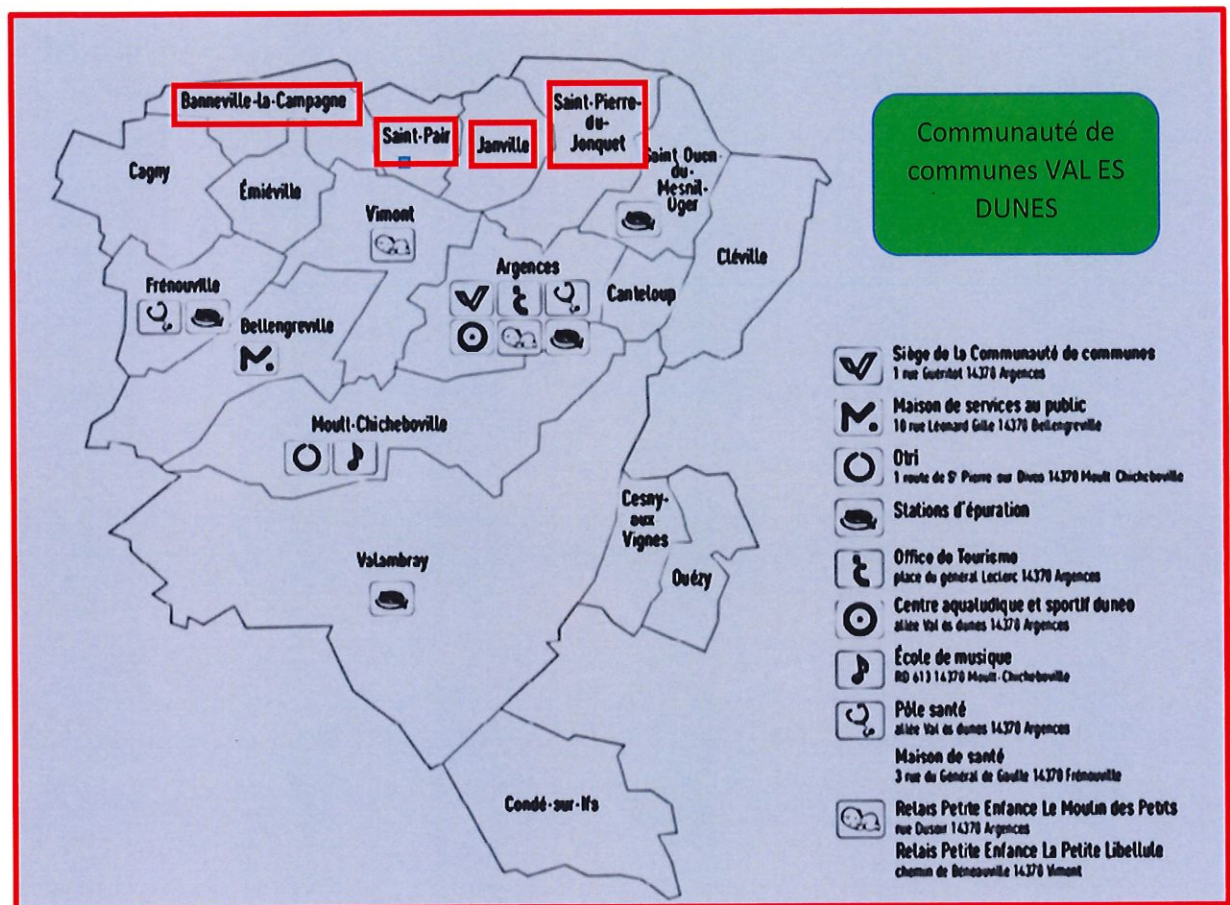 Banneville-la-Campagne
Saint-Pair
Janville
Saint-Pierre-
du-
Jonquet
Communauté de
communes VAL ES
DUNES
Cagny
Émiéville
Saint Ouen-
du-
Mesnil-
Oger
Vimont
Cléville
Frénouville
Argences
Canteloup
Bellengreville
Moult-Chicheboville
Cesny-
aux
Vignes
Ouézy
Valambray
Condé-sur-Ifs
Siège de la Communauté de communes
1 rue Guéritot 14370 Argences
Maison de services au public
10 rue Léonard Gille 14370 Bellengreville
Otri
1 route de St Pierre sur Dives 14370 Moult Chicheboville
Stations d'épuration
Office de Tourisme
place du général Leclerc 14370 Argences
Centre aqualudique et sportif dunéo
allée Val ès dunes 14370 Argences
École de musique
RD 613 14370 Moult-Chicheboville
Pôle santé
allée Val ès dunes 14370 Argences
Maison de santé
3 rue du Général de Gaulle 14370 Frénouville
Relais Petite Enfance Le Moulin des Petits
rue 14370 Argences
Relais Petite Enfance La Petite Libellule
chemin de Béneauville 14370 Vimont